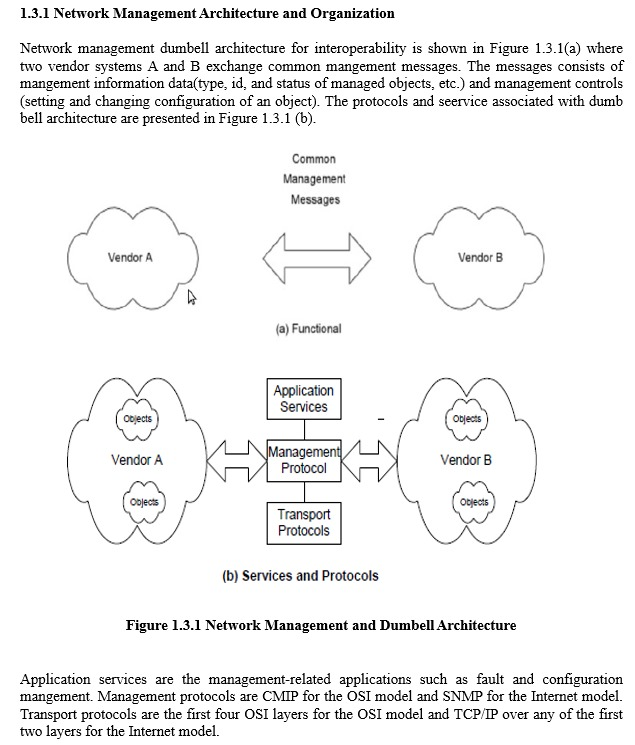 1.3.1 Network Management Architecture and Organization
Network management dumbell architecture for interoperability is shown in Figure 1.3.1(a) where
two vendor systems A and B exchange common mangement messages. The messages consists of
mangement information data(type, id, and status of managed objects, etc.) and management controls
(setting and changing configuration of an object). The protocols and seervice associated with dumb
bell architecture are presented in Figure 1.3.1 (b).
Common
Management
Messages
Vendor A
Vendor B
(a) Functional
Application
Services
Objects
Objects
Vendor A
Management
Protocol
Vendor B
Objects
Objects
Transport
Protocols
(b) Services and Protocols
Figure 1.3.1 Network Management and Dumbell Architecture
Application services are the management-related applications such as fault and configuration
mangement. Management protocols are CMIP for the OSI model and SNMP for the Internet model.
Transport protocols are the first four OSI layers for the OSI model and TCP/IP over any of the first
two layers for the Internet model.